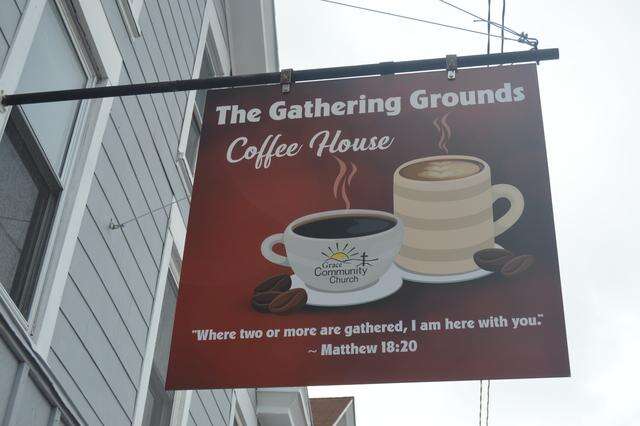 The Gathering Grounds
Coffee House
Grace
Community
Church
"Where two or more are gathered, I am here with you."
~ Matthew 18:20